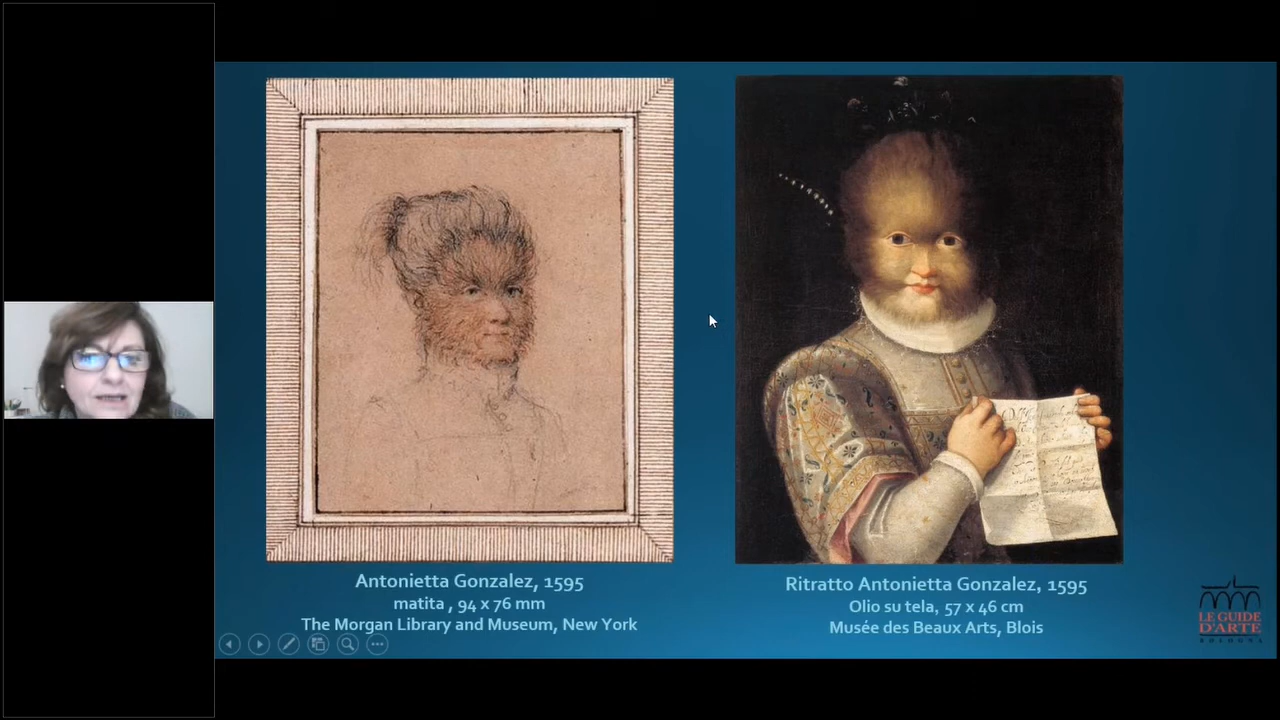 Antonietta Gonzalez, 1595
matita , 94 x 76 mm
The Morgan Library and Museum, New York
Ritratto Antonietta Gonzalez, 1595
Olio su tela, 57 x 46 cm
Musée des Beaux Arts, Blois
LE GUIDE
D'ARTE
BOLOGNA